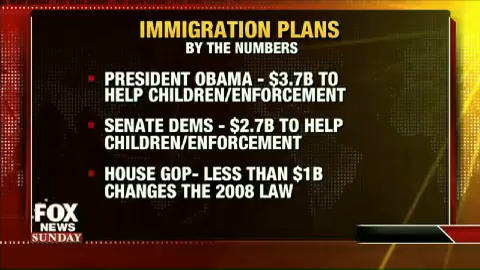 IMMIGRATION PLANS
BY THE NUMBERS
PRESIDENT OBAMA - $3.7B TO
HELP CHILDREN/ENFORCEMENT
SENATE DEMS - $2.7B TO HELP
CHILDREN/ENFORCEMENT
HOUSE GOP- LESS THAN $1B
CHANGES THE 2008 LAW
FOX
NEWS
SUNDAY